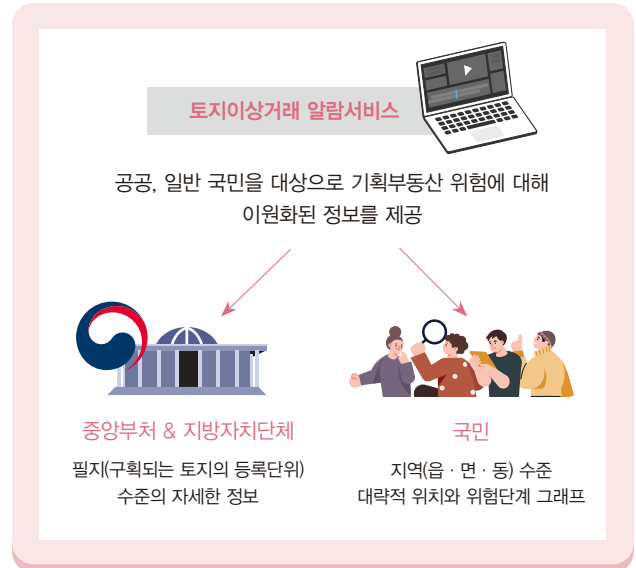 토지이상거래 알람서비스
공공, 일반 국민을 대상으로 기획부동산 위험에 대해
이원화된 정보를 제공
중앙부처 & 지방자치단체
필지(구획되는 토지의 등록단위)
수준의 자세한 정보
국민
지역(읍 · 면 · 동) 수준
대략적 위치와 위험단계 그래프